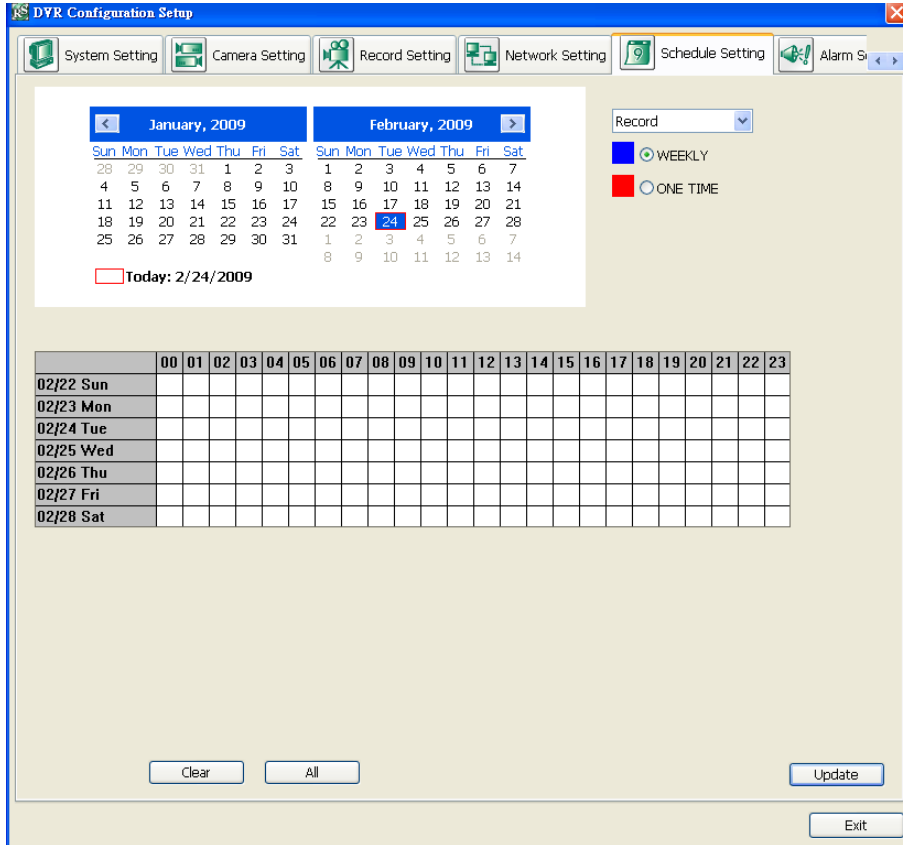 DVR Configuration Setup
System Setting Camera Setting Record Setting Network Setting Schedule Setting Alarm
January, 2009 February, 2009
Sun Mon Tue Wed Thu Fri Sat Sun Mon Tue Wed Thu Fri Sat
28 29 30 31 1 2 3 1 2 3 4 5 6 7
4 5 6 7 8 9 10 8 9 10 11 12 13 14
11 12 13 14 15 16 17 15 16 17 18 19 20 21
18 19 20 21 22 23 24 22 23 24 25 26 27 28
25 26 27 28 29 30 31 1 2 3 4 5 6 7
8 9 10 11 12 13 14
Today: 2/24/2009
Record
WEEKLY
ONE TIME
00 01 02 03 04 05 06 07 08 09 10 11 12 13 14 15 16 17 18 19 20 21 22 23
02/22 Sun
02/23 Mon
02/24 Tue
02/25 Wed
02/26 Thu
02/27 Fri
02/28 Sat
Clear All Update
Exit